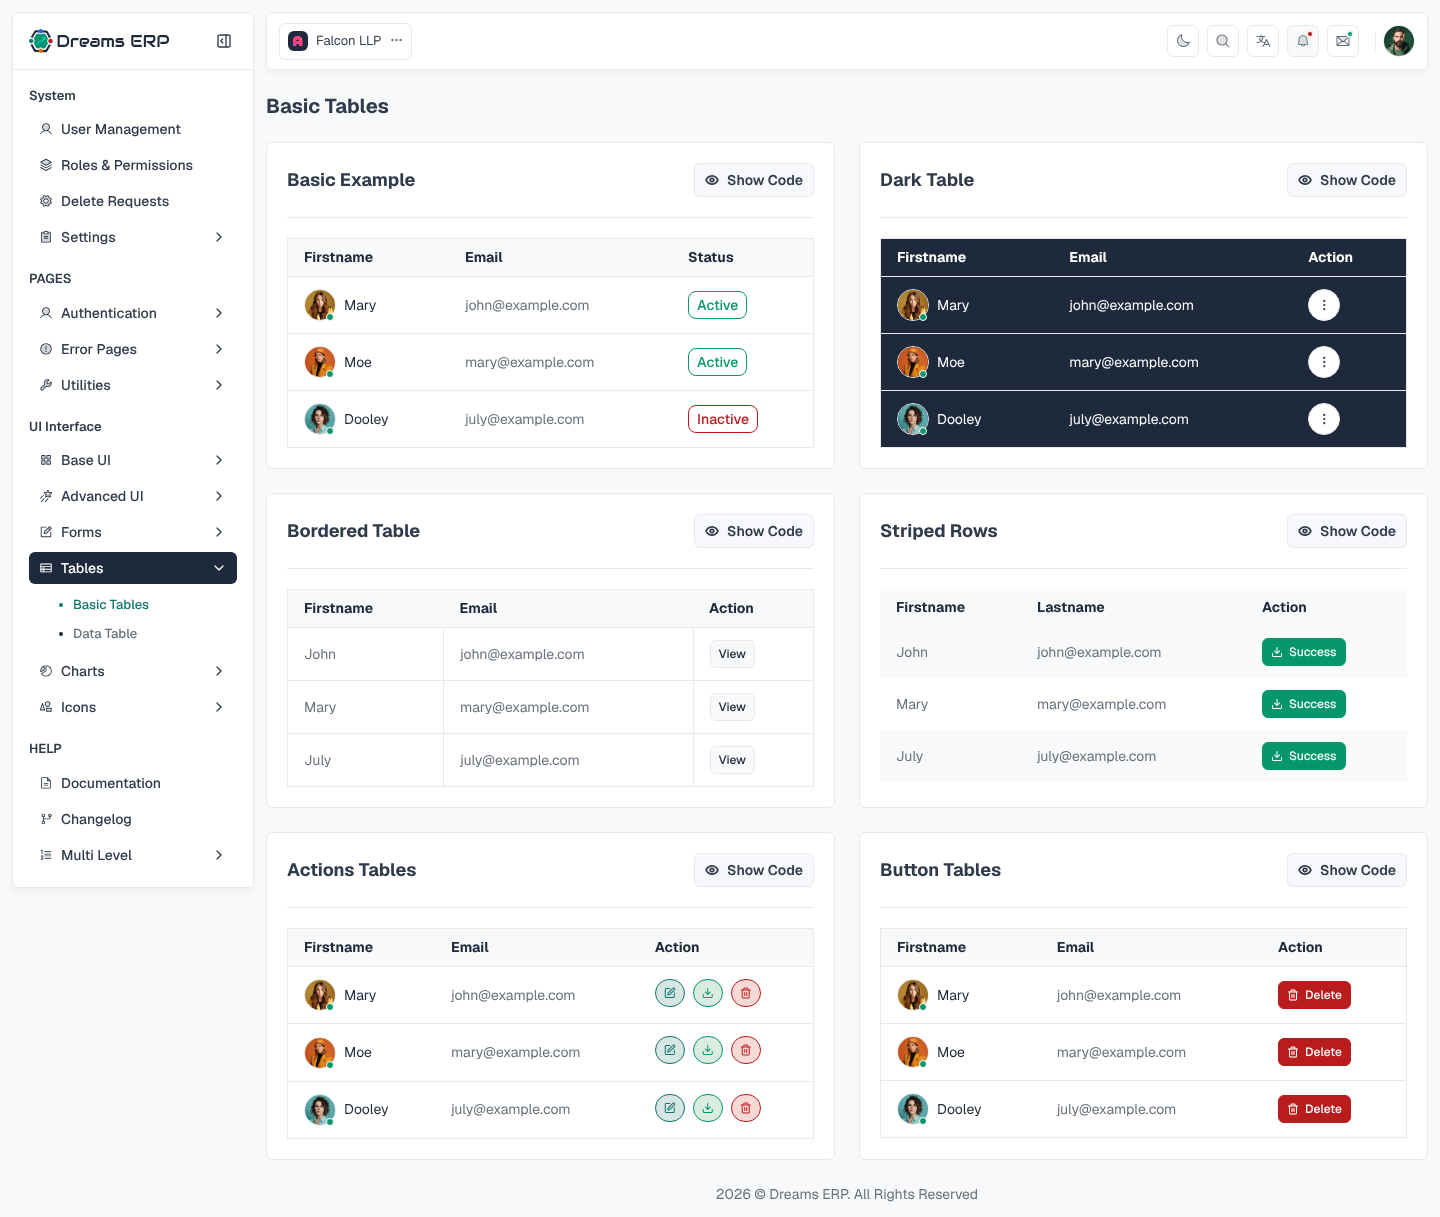 Dreams ERP
Falcon LLP
System
User Management
Roles & Permissions
Delete Requests
Settings
PAGES
Authentication
Error Pages
Utilities
UI Interface
Base UI
Advanced UI
Forms
Tables
Basic Tables
Data Table
Charts
Icons
HELP
Documentation
Changelog
Multi Level
Basic Tables
Basic Example
Show Code
Firstname Email Status
Mary john@example.com Active
Moe mary@example.com Active
Dooley july@example.com Inactive
Dark Table
Show Code
Firstname Email Action
Mary john@example.com
Moe mary@example.com
Dooley july@example.com
Bordered Table
Show Code
Firstname Email Action
John john@example.com View
Mary mary@example.com View
July july@example.com View
Striped Rows
Show Code
Firstname Lastname Action
John john@example.com Success
Mary mary@example.com Success
July july@example.com Success
Actions Tables
Show Code
Firstname Email Action
Mary john@example.com
Moe mary@example.com
Dooley july@example.com
Button Tables
Show Code
Firstname Email Action
Mary john@example.com Delete
Moe mary@example.com Delete
Dooley july@example.com Delete
2026 © Dreams ERP. All Rights Reserved